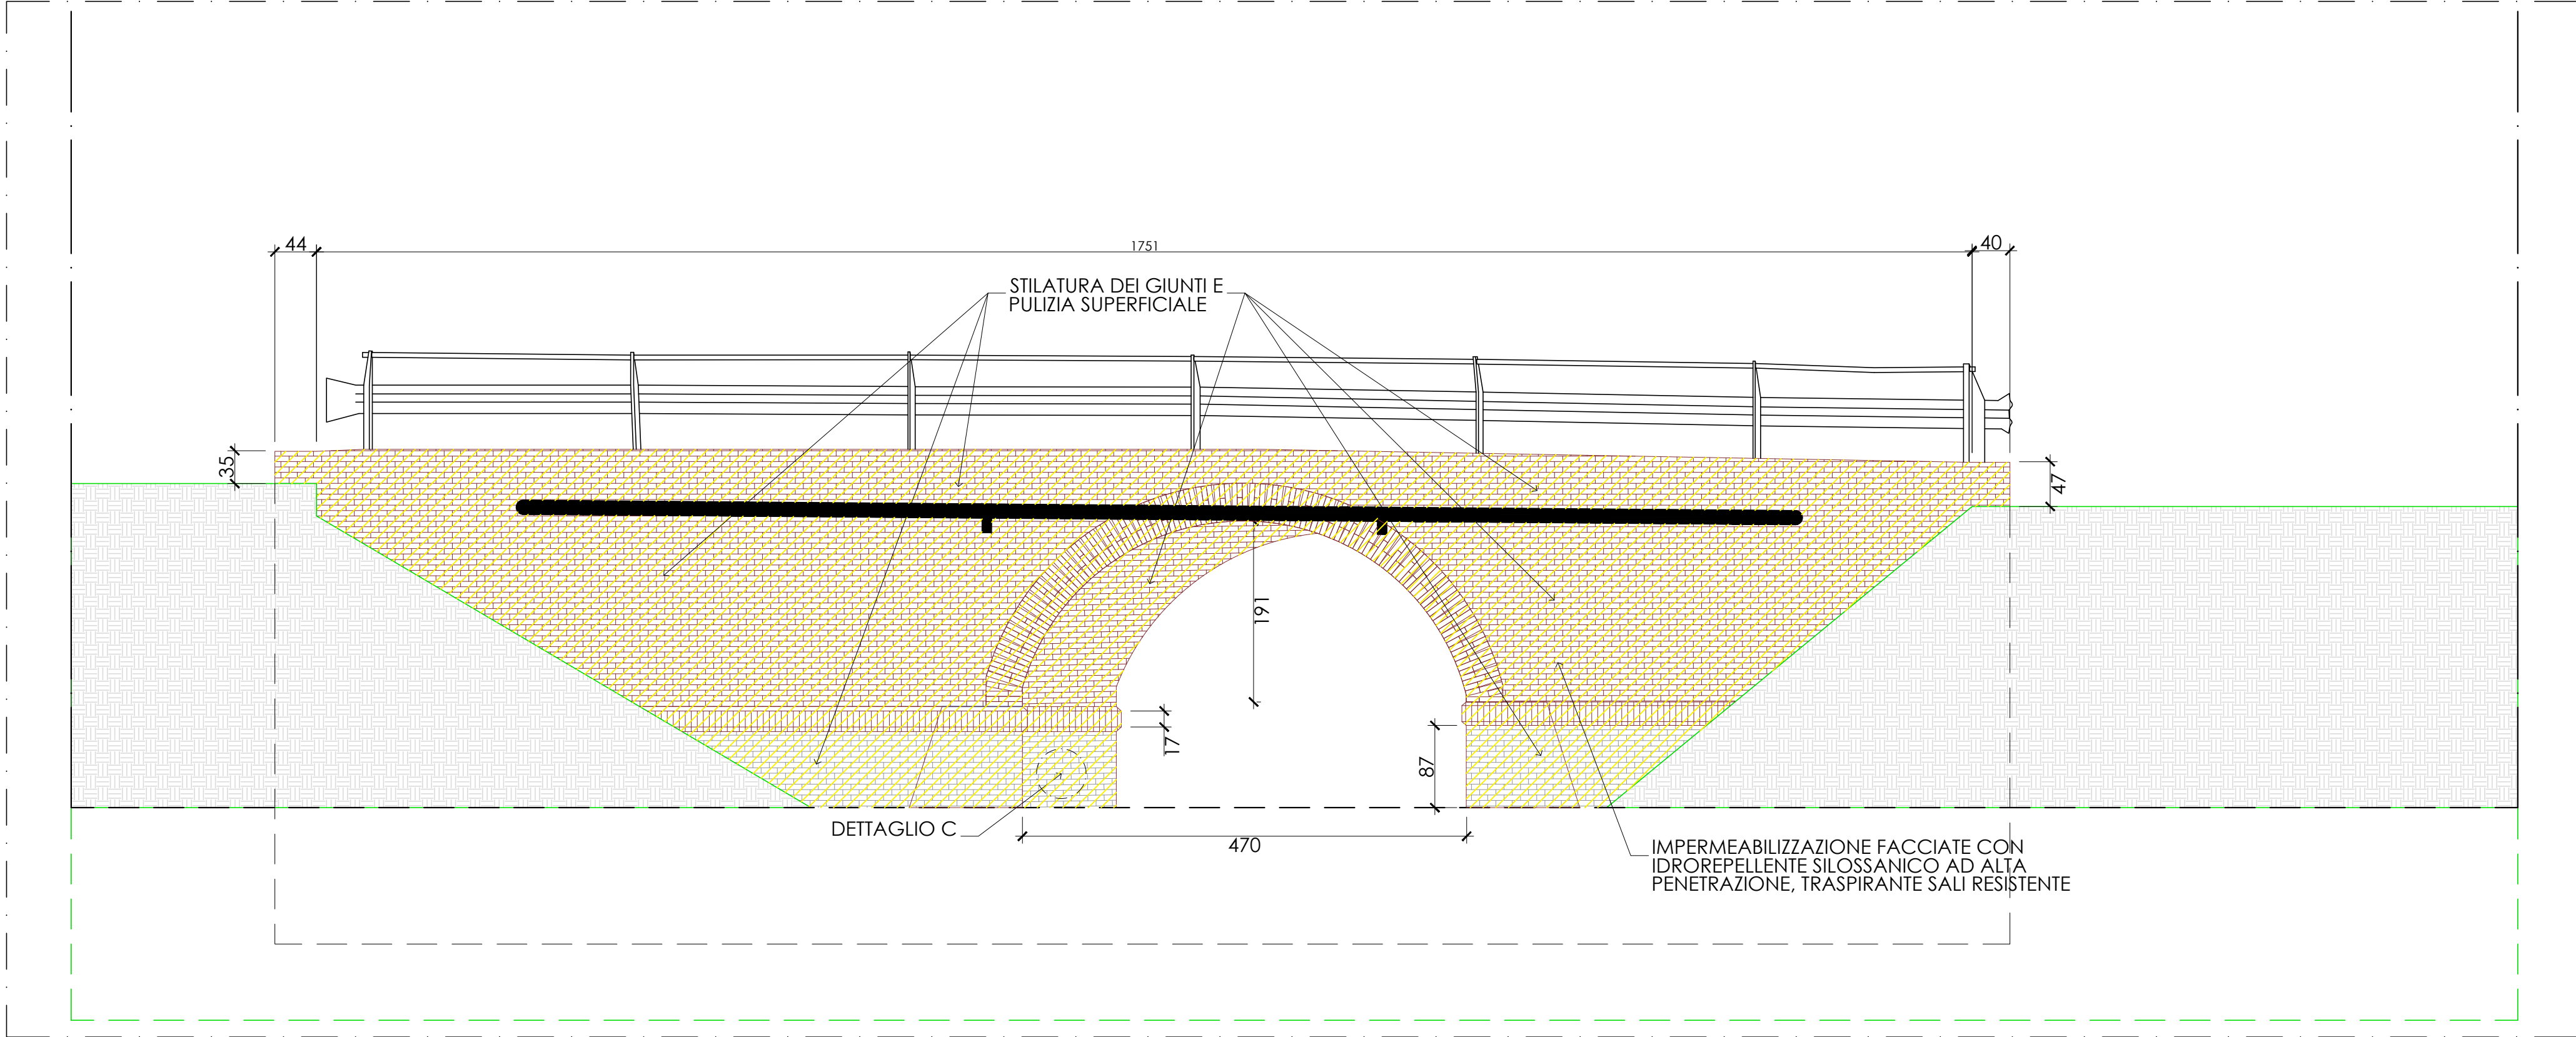 44
1751
40
STILATURA DEI GIUNTI E
PULIZIA SUPERFICIALE
35
47
191
17
87
DETTAGLIO C
470
IMPERMEABILIZZAZIONE FACCIATE CON
IDROREPELLENTE SILOSSANICO AD ALTA
PENETRAZIONE, TRASPIRANTE SALI RESISTENTE